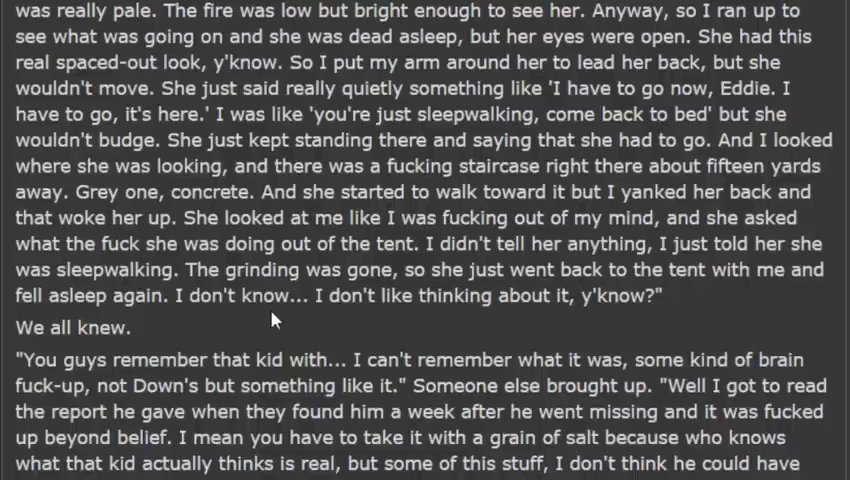 was really pale. The fire was low but bright enough to see her. Anyway, so I ran up to
see what was going on and she was dead asleep, but her eyes were open. She had this
real spaced-out look, y'know. So I put my arm around her to lead her back, but she
wouldn't move. She just said really quietly something like 'I have to go now, Eddie. I
have to go, it's here.' I was like 'you're just sleepwalking, come back to bed' but she
wouldn't budge. She just kept standing there and saying that she had to go. And I looked
where she was looking, and there was a fucking staircase right there about fifteen yards
away. Grey one, concrete. And she started to walk toward it but I yanked her back and
that woke her up. She looked at me like I was fucking out of my mind, and she asked
what the fuck she was doing out of the tent. I didn't tell her anything, I just told her she
was sleepwalking. The grinding was gone, so she just went back to the tent with me and
fell asleep again. I don't know... I don't like thinking about it, y'know?"
We all knew.
"You guys remember that kid with... I can't remember what it was, some kind of brain
fuck-up, not Down's but something like it." Someone else brought up. "Well I got to read
the report he gave when they found him a week after he went missing and it was fucked
up beyond belief. I mean you have to take it with a grain of salt because who knows
what that kid actually thinks is real, but some of this stuff, I don't think he could have